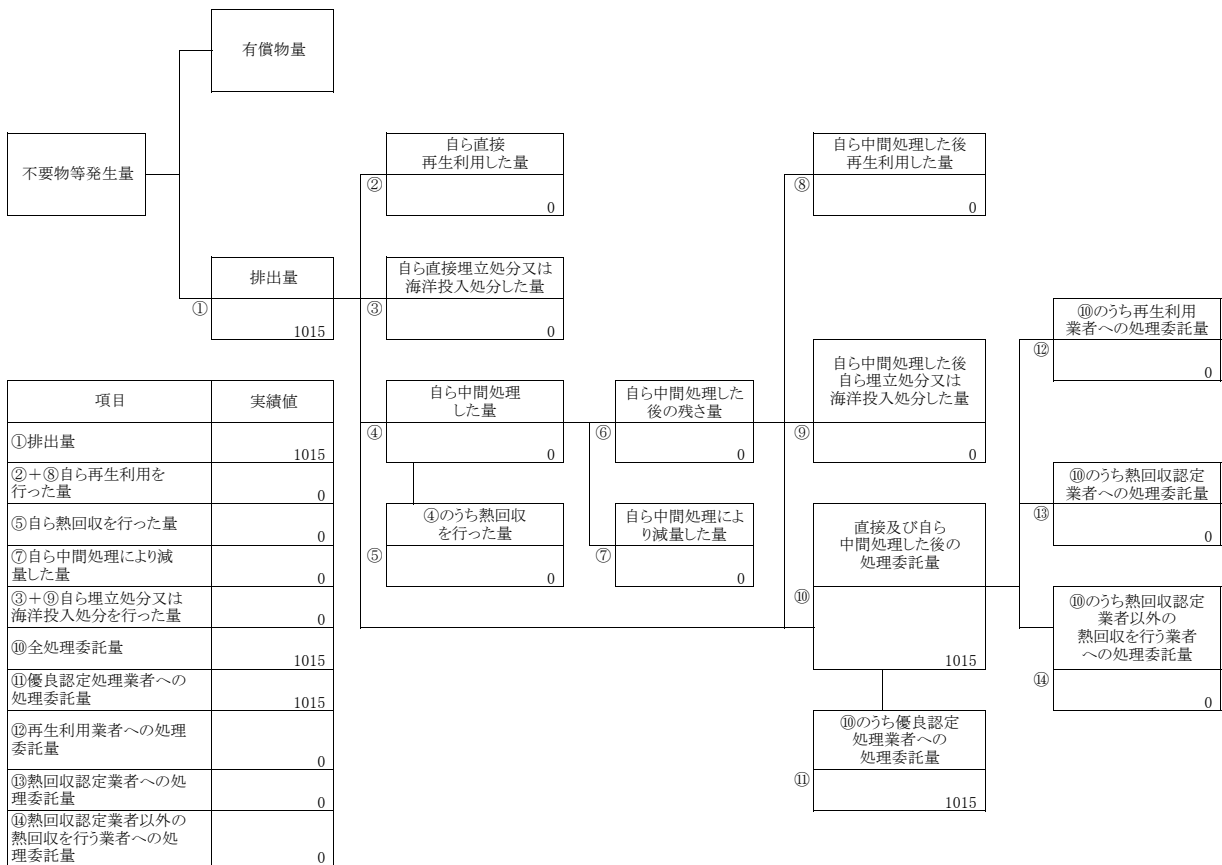 有償物量
不要物等発生量
自ら直接
再生利用した量
②
0
自ら中間処理した後
再生利用した量
⑧
0
排出量
①
1015
自ら直接埋立処分又は
海洋投入処分した量
③
0
⑩のうち再生利用
業者への処理委託量
⑫
0
自ら中間処理
した量
④
0
自ら中間処理した
後の残さ量
⑥
0
自ら中間処理した後
自ら埋立処分又は
海洋投入処分した量
⑨
0
⑩のうち熱回収認定
業者への処理委託量
⑬
0
④のうち熱回収
を行った量
⑤
0
自ら中間処理によ
り減量した量
⑦
0
直接及び自ら
中間処理した後の
処理委託量
⑩
1015
⑩のうち熱回収認定
業者以外の
熱回収を行う業者
への処理委託量
⑭
0
⑩のうち優良認定
処理業者への
処理委託量
⑪
1015
項目 実績値
①排出量 1015
②+⑧自ら再生利用を
行った量 0
⑤自ら熱回収を行った量 0
⑦自ら中間処理により減
量した量 0
③+⑨自ら埋立処分又は
海洋投入処分を行った量 0
⑩全処理委託量 1015
⑪優良認定処理業者への
処理委託量 1015
⑫再生利用業者への処理
委託量 0
⑬熱回収認定業者への処
理委託量 0
⑭熱回収認定業者以外の
熱回収を行う業者への処
理委託量 0